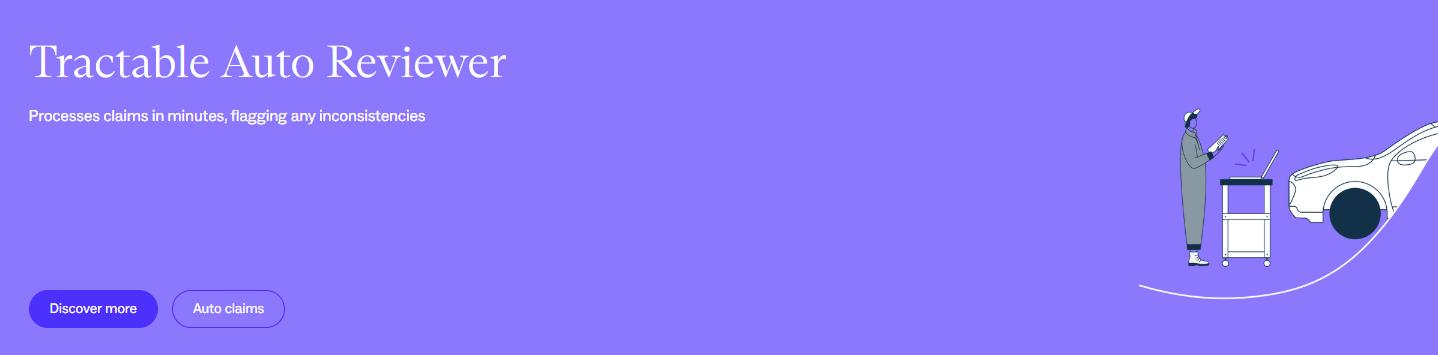 Tractable Auto Reviewer
Processes claims in minutes, flagging any inconsistencies
Discover more
Auto claims